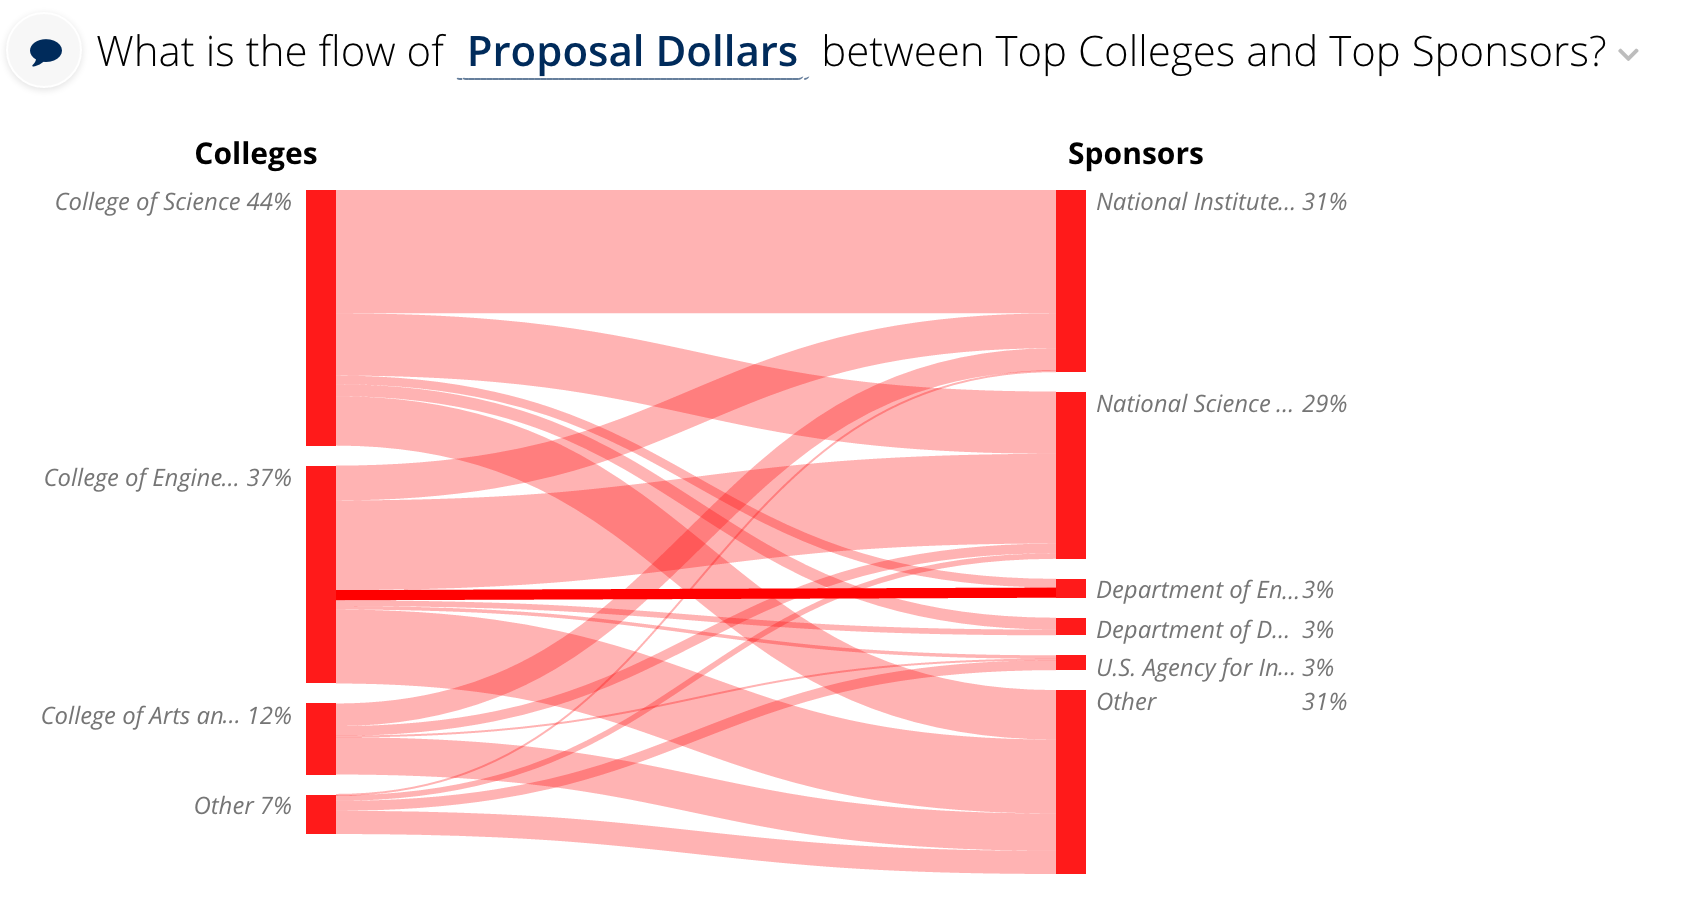 What is the flow of Proposal Dollars between Top Colleges and Top Sponsors?
Colleges
Sponsors
College of Science 44%
National Institute... 31%
National Science ... 29%
College of Engine... 37%
Department of En... 3%
Department of D... 3%
U.S. Agency for In... 3%
Other 31%
College of Arts an... 12%
Other 7%